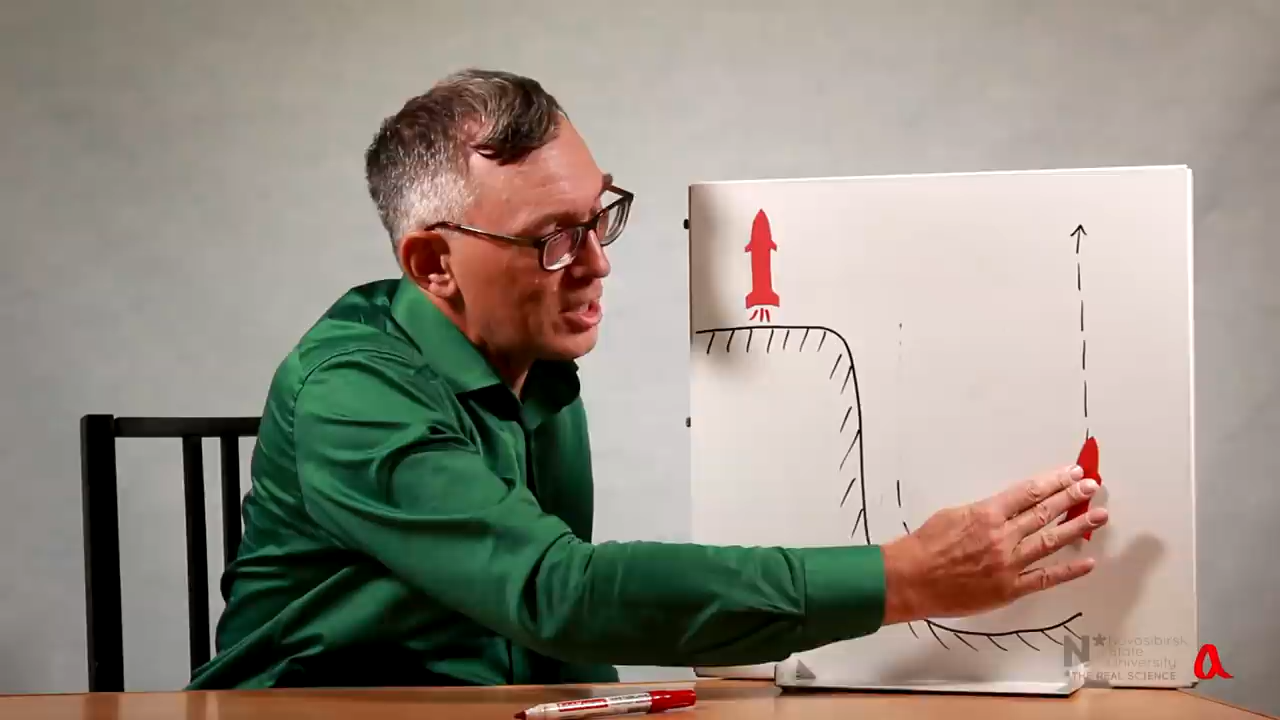 N*
Novosibirsk
State
University
*THE REAL SCIENCE